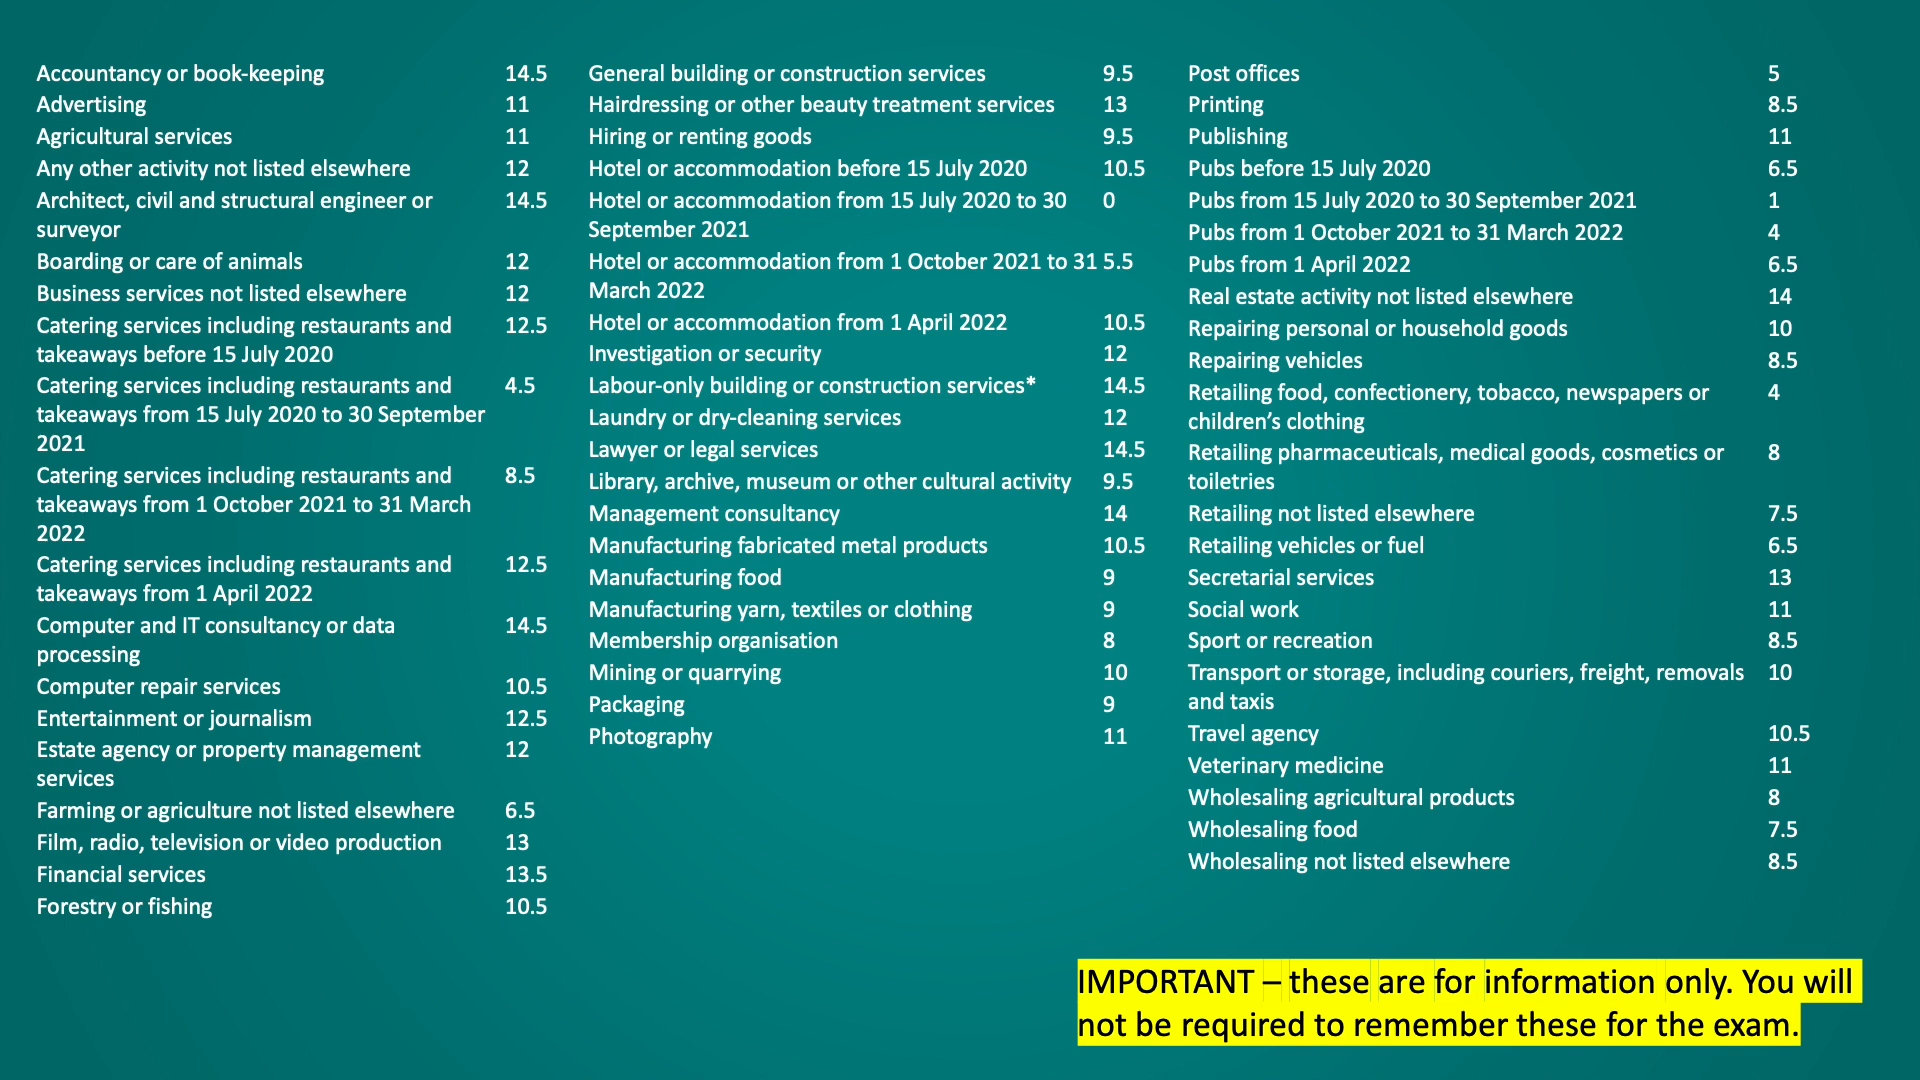 Accountancy or book-keeping 14.5
Advertising 11
Agricultural services 11
Any other activity not listed elsewhere 12
Architect, civil and structural engineer or 14.5
surveyor
Boarding or care of animals 12
Business services not listed elsewhere 12
Catering services including restaurants and 12.5
takeaways before 15 July 2020
Catering services including restaurants and 4.5
takeaways from 15 July 2020 to 30 September
2021
Catering services including restaurants and 8.5
takeaways from 1 October 2021 to 31 March
2022
Catering services including restaurants and 12.5
takeaways from 1 April 2022
Computer and IT consultancy or data 14.5
processing
Computer repair services 10.5
Entertainment or journalism 12.5
Estate agency or property management 12
services
Farming or agriculture not listed elsewhere 6.5
Film, radio, television or video production 13
Financial services 13.5
Forestry or fishing 10.5
General building or construction services 9.5
Hairdressing or other beauty treatment services 13
Hiring or renting goods 9.5
Hotel or accommodation before 15 July 2020 10.5
Hotel or accommodation from 15 July 2020 to 30 0
September 2021
Hotel or accommodation from 1 October 2021 to 31 5.5
March 2022
Hotel or accommodation from 1 April 2022 10.5
Investigation or security 12
Labour-only building or construction services* 14.5
Laundry or dry-cleaning services 12
Lawyer or legal services 14.5
Library, archive, museum or other cultural activity 9.5
Management consultancy 14
Manufacturing fabricated metal products 10.5
Manufacturing food 9
Manufacturing yarn, textiles or clothing 9
Membership organisation 8
Mining or quarrying 10
Packaging 9
Photography 11
Post offices 5
Printing 8.5
Publishing 11
Pubs before 15 July 2020 6.5
Pubs from 15 July 2020 to 30 September 2021 1
Pubs from 1 October 2021 to 31 March 2022 4
Pubs from 1 April 2022 6.5
Real estate activity not listed elsewhere 14
Repairing personal or household goods 10
Repairing vehicles 8.5
Retailing food, confectionery, tobacco, newspapers or 4
children’s clothing
Retailing pharmaceuticals, medical goods, cosmetics or 8
toiletries
Retailing not listed elsewhere 7.5
Retailing vehicles or fuel 6.5
Secretarial services 13
Social work 11
Sport or recreation 8.5
Transport or storage, including couriers, freight, removals 10
and taxis
Travel agency 10.5
Veterinary medicine 11
Wholesaling agricultural products 8
Wholesaling food 7.5
Wholesaling not listed elsewhere 8.5
IMPORTANT – these are for information only. You will
not be required to remember these for the exam.